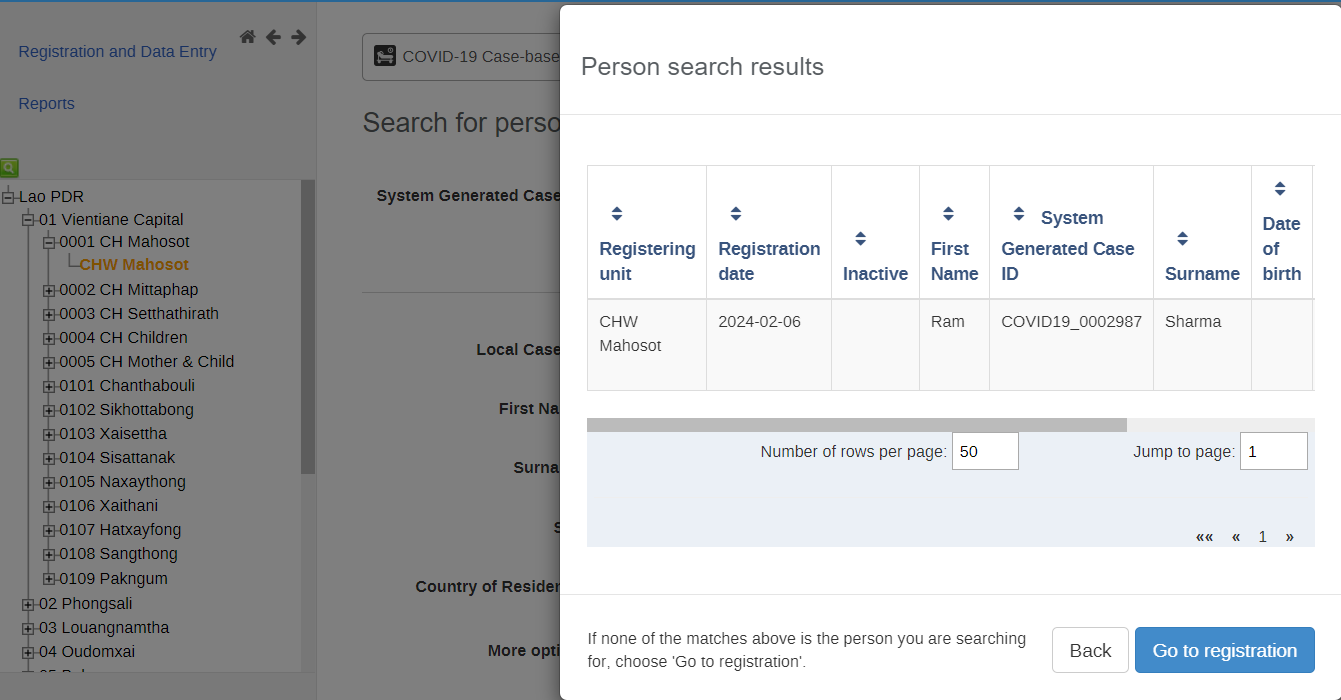 Registration and Data Entry
Reports
Lao PDR
01 Vientiane Capital
0001 CH Mahosot
CHW Mahosot
0002 CH Mittaphap
0003 CH Setthathirath
0004 CH Children
0005 CH Mother & Child
0101 Chanthabouli
0102 Sikhottabong
0103 Xaisettha
0104 Sisattanak
0105 Naxaythong
0106 Xaithani
0107 Hatxayfong
0108 Sangthong
0109 Pakngum
02 Phongsali
03 Louangnamtha
04 Oudomxai
COVID-19 Case-base
Search for perso
System Generated Case
Local Case
First Na
Surna
S
Country of Residen
More opti
Person search results
Registering
unit
Registration
date
Inactive
First
Name
System
Generated Case
ID
Surname
Date
of
birth
CHW
Mahosot
2024-02-06
Ram
COVID19_0002987
Sharma
Number of rows per page: 50
Jump to page: 1
«« « 1 »
If none of the matches above is the person you are searching
for, choose 'Go to registration'.
Back
Go to registration